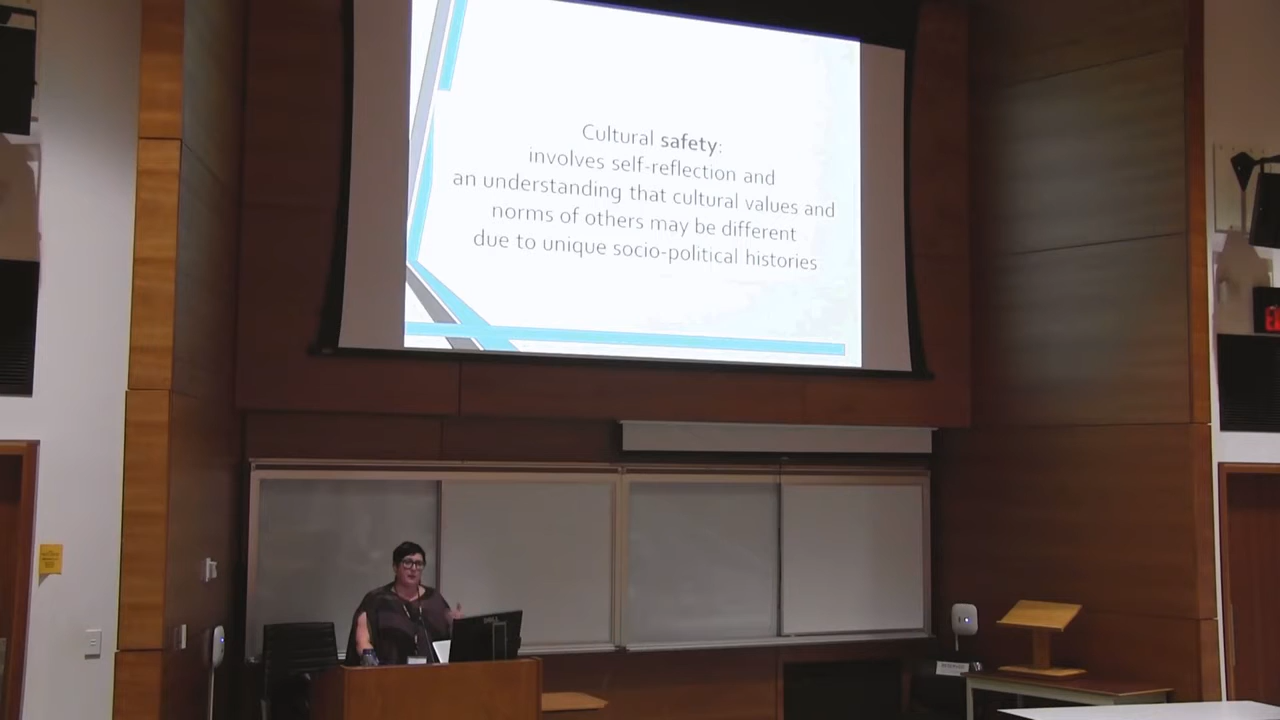 Cultural safety:
involves self-reflection and
an understanding that cultural values and
norms of others may be different
due to unique socio-political histories
DELL